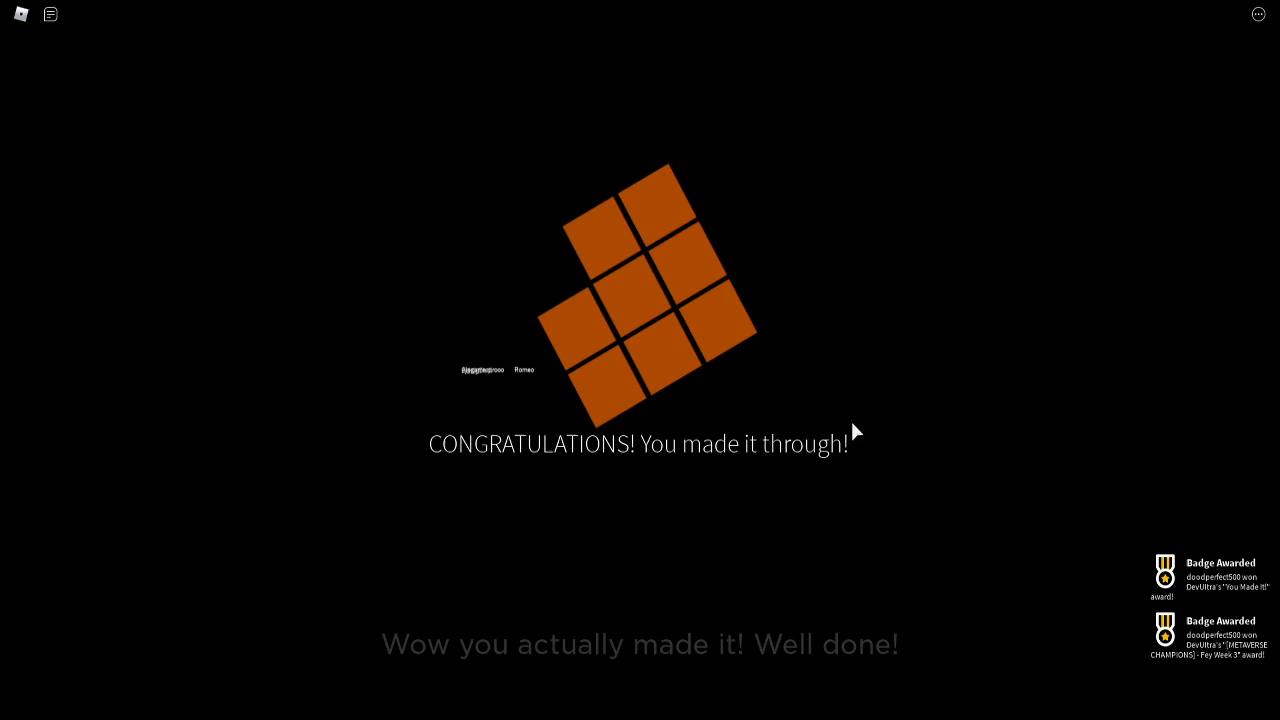 Romeo
CONGRATULATIONS! You made it through!
Badge Awarded
doodperfect500 won
DevUltra's "You Made It!"
award!
Badge Awarded
doodperfect500 won
DevUltra's "[METAVERSE
CHAMPIONS] - Fey Week 3" award!
Wow you actually made it! Well done!